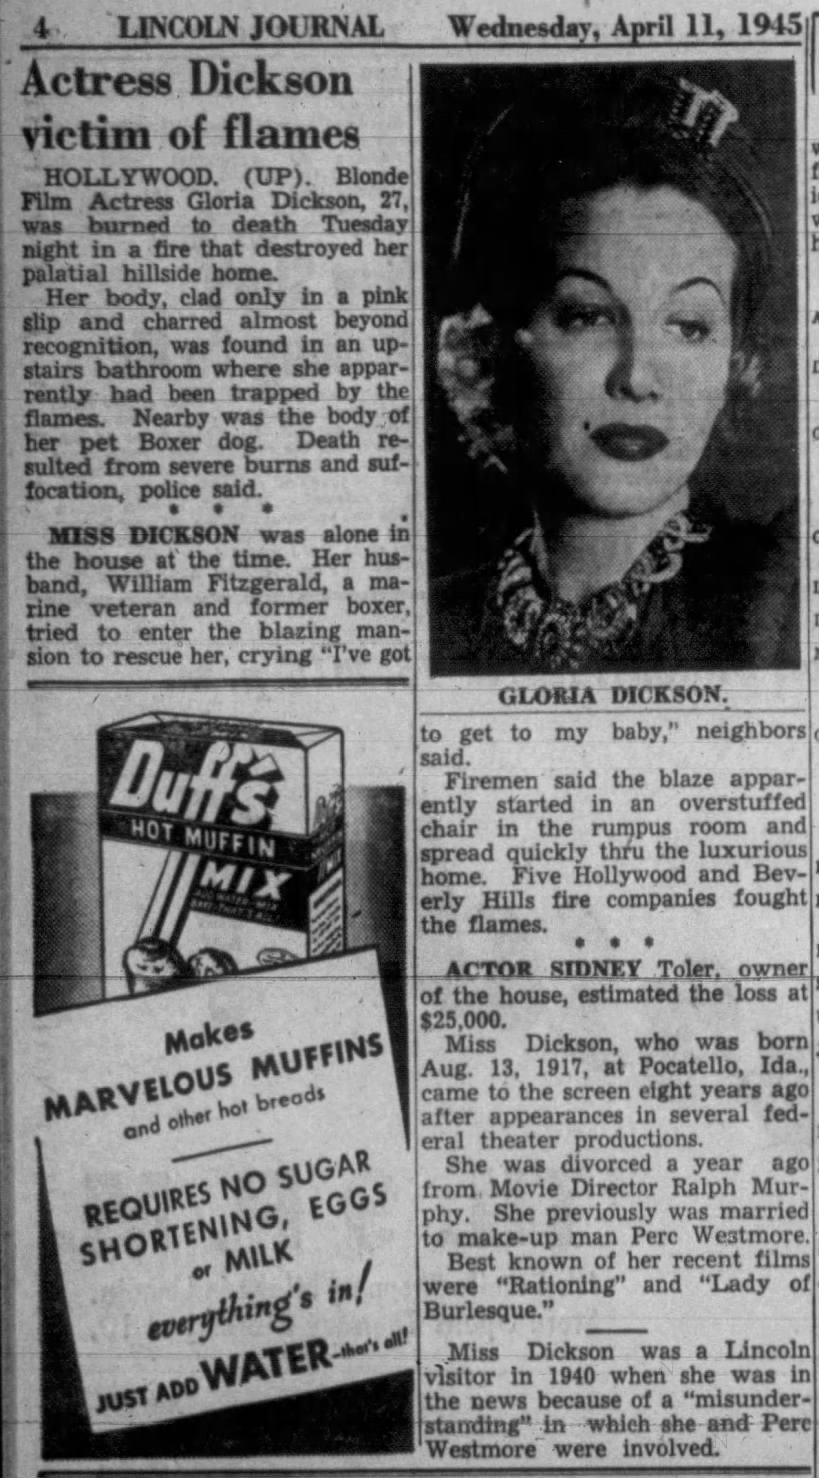 4 LINCOLN JOURNAL Wednesday, April 11, 1945
Actress Dickson
victim of flames
HOLLYWOOD. (UP). Blonde
Film Actress Gloria Dickson, 27,
was burned to death Tuesday
night in a fire that destroyed her
palatial hillside home.
Her body, clad only in a pink
slip and charred almost beyond
recognition, was found in an up-
stairs bathroom where she appar-
rently had been trapped by the
flames. Nearby was the body of
her pet Boxer dog. Death re-
sulted from severe burns and suf-
focation, police said.
* * *
MISS DICKSON was alone in
the house at the time. Her hus-
band, William Fitzgerald, a ma-
rine veteran and former boxer,
tried to enter the blazing man-
sion to rescue her, crying "I've got
GLORIA DICKSON.
to get to my baby," neighbors
said.
Firemen said the blaze appar-
ently started in an overstuffed
chair in the rumpus room and
spread quickly thru the luxurious
home. Five Hollywood and Bev-
erly Hills fire companies fought
the flames.
* * *
ACTOR SIDNEY Toler, owner
of the house, estimated the loss at
$25,000.
Miss Dickson, who was born
Aug. 13, 1917, at Pocatello, Ida.,
came to the screen eight years ago
after appearances in several fed-
eral theater productions.
She was divorced a year ago
from Movie Director Ralph Mur-
phy. She previously was married
to make-up man Perc Westmore.
Best known of her recent films
were "Rationing" and "Lady of
Burlesque."
Miss Dickson was a Lincoln
visitor in 1940 when she was in
the news because of a "misunder-
standing" in which she and Perc
Westmore were involved.
Duff's
HOT MUFFIN
MIX
Makes
MARVELOUS MUFFINS
and other hot breads
REQUIRES NO SUGAR
SHORTENING, EGGS
or MILK
everything's in!
JUST ADD WATER-that's all!